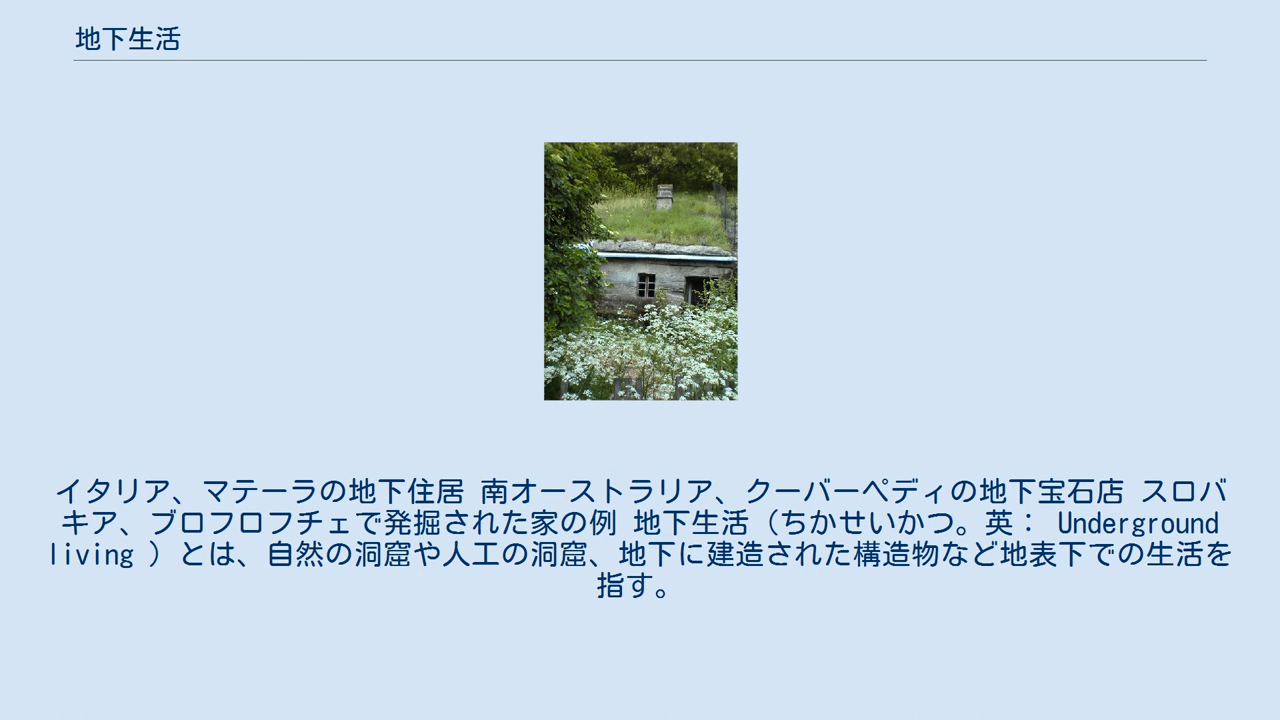 地下生活
イタリア、マテーラの地下住居 南オーストラリア、クーバーペディの地下宝石店 スロバ
キア、ブロフロフチェで発掘された家の例 地下生活（ちかせいかつ。英： Underground
living ）とは、自然の洞窟や人工の洞窟、地下に建造された構造物など地表下での生活を
指す。